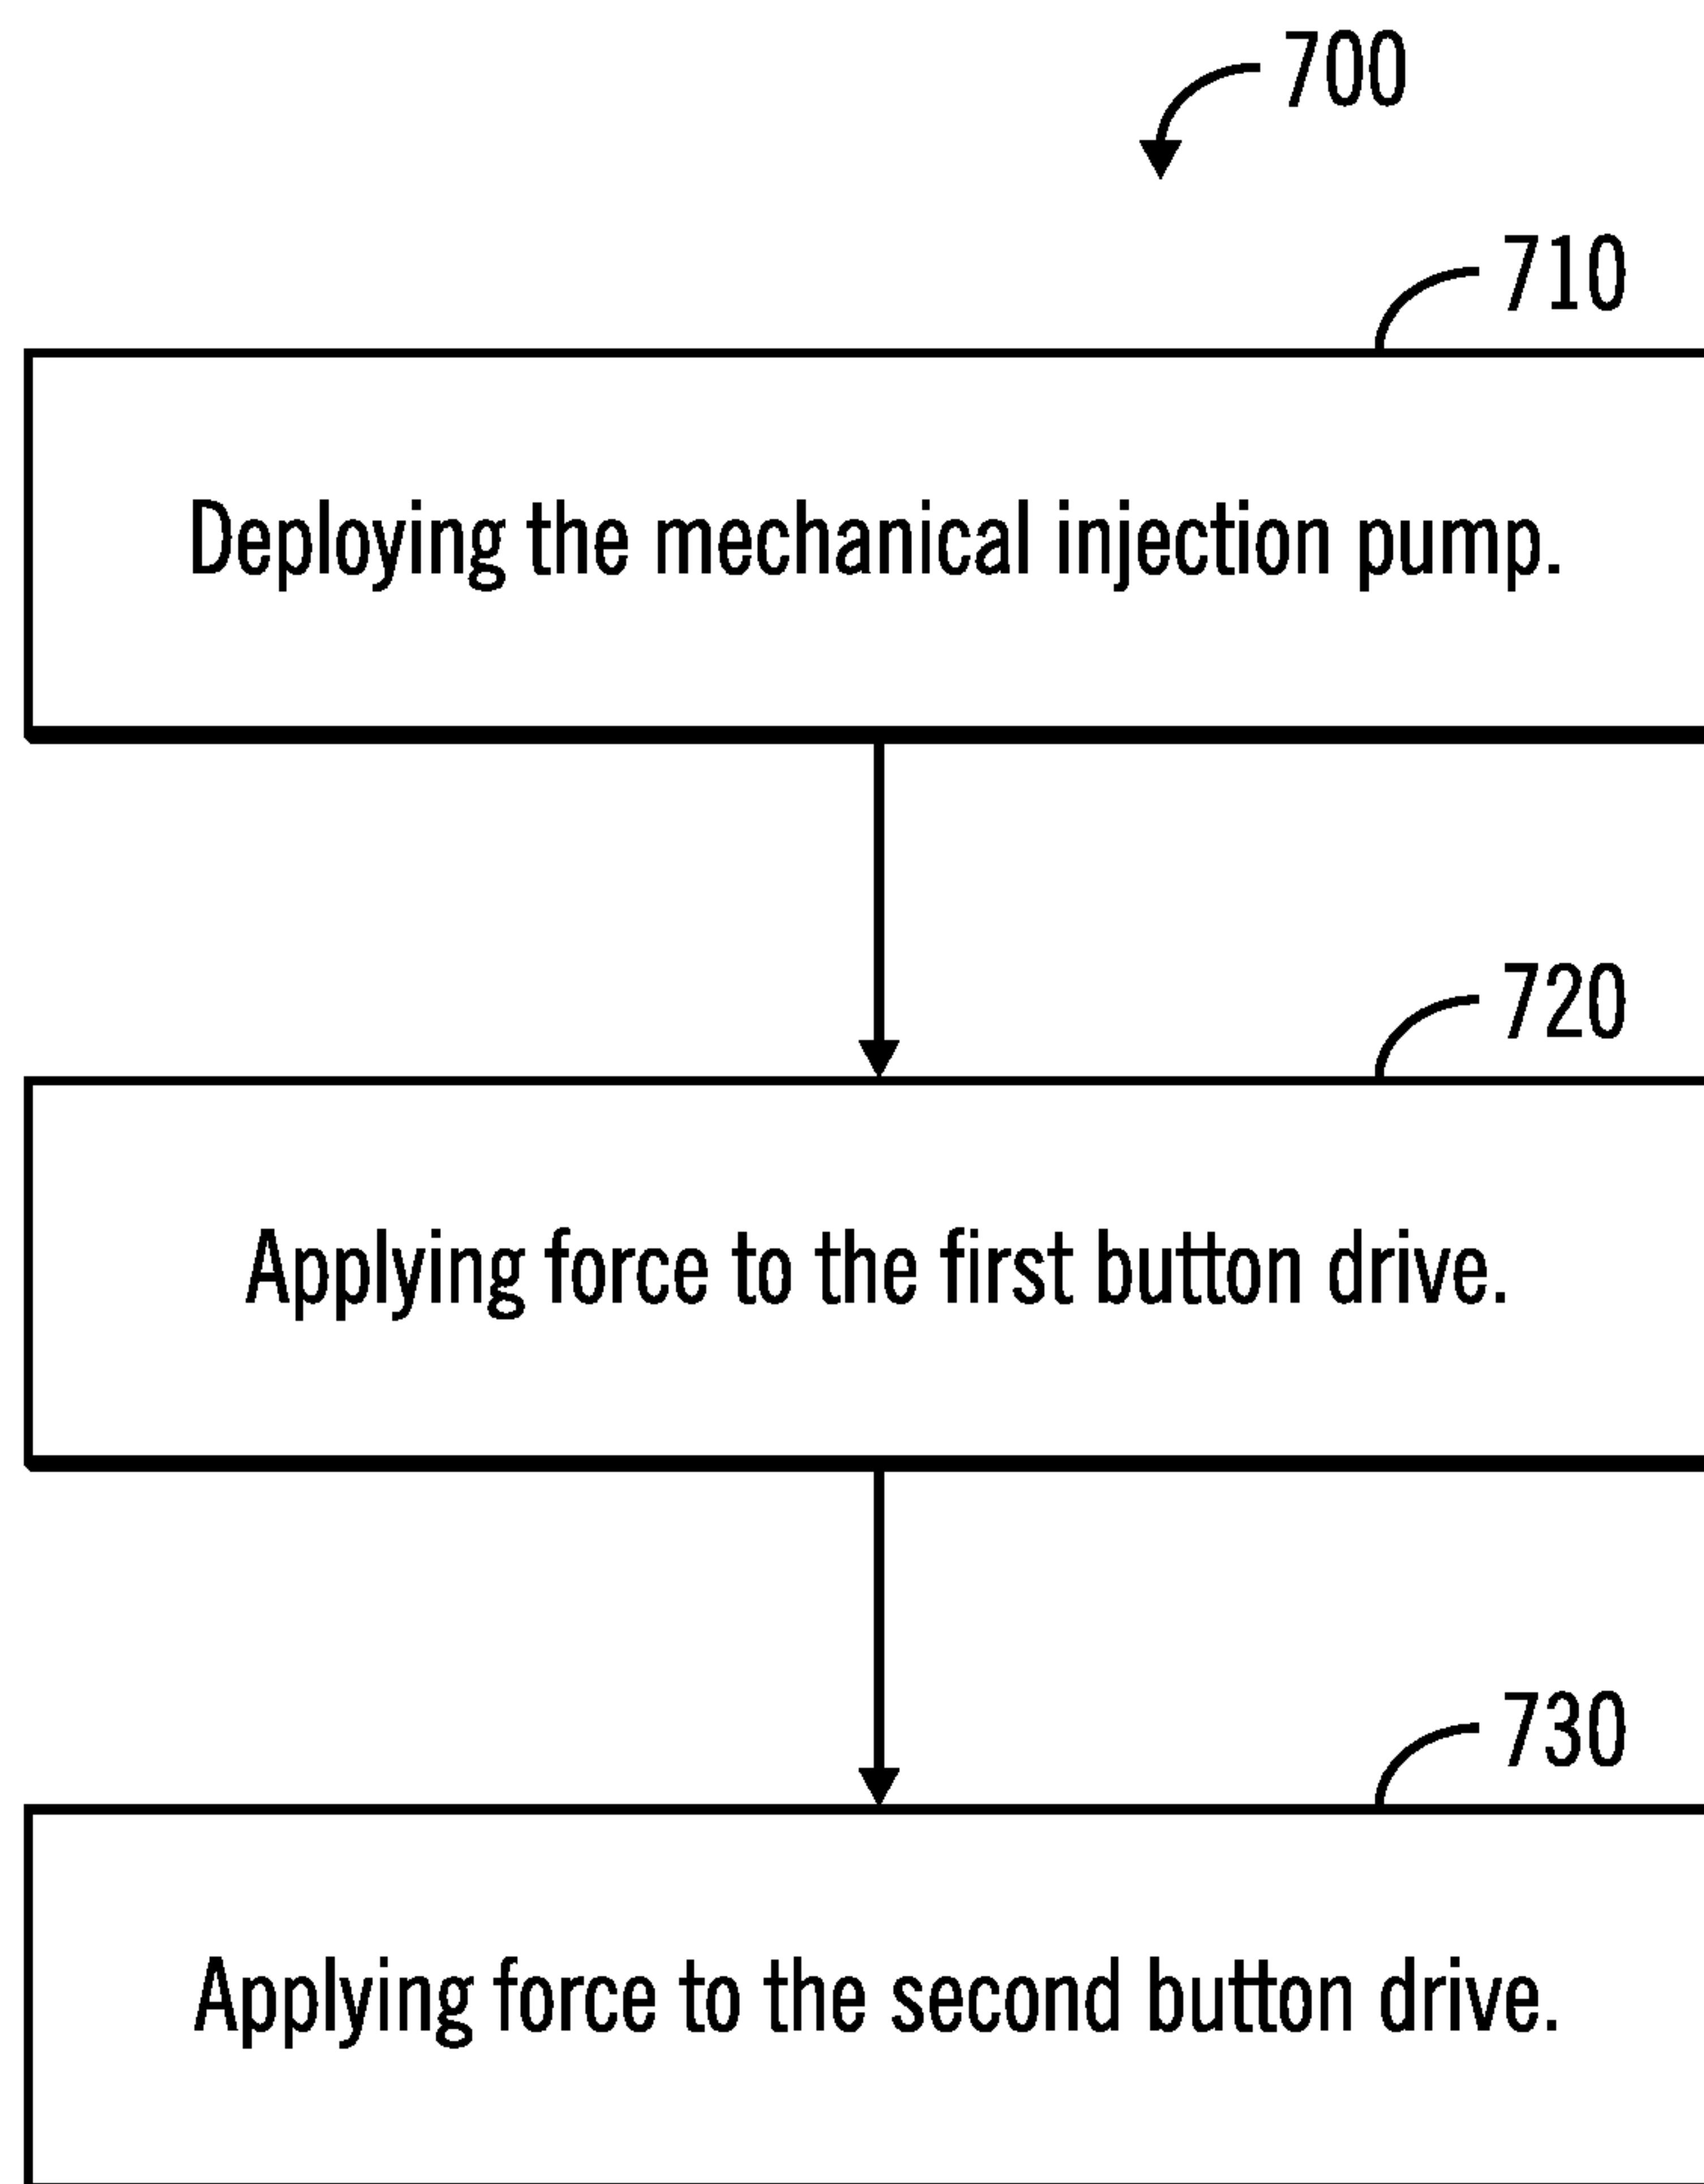 700
710
Deploying the mechanical injection pump.
720
Applying force to the first button drive.
730
Applying force to the second button drive.